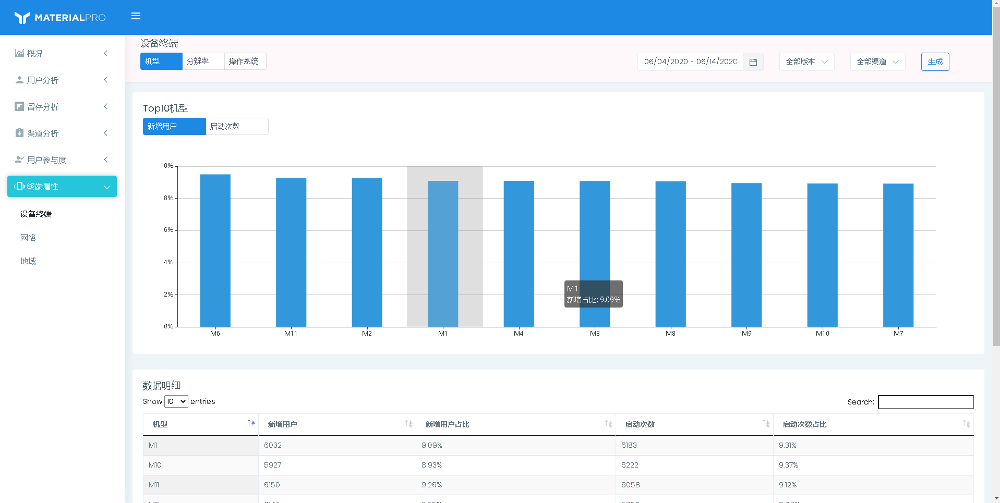 MATERIALPRO
概况
用户分析
留存分析
渠道分析
用户参与度
终端属性
设备终端
网络
地域
设备终端
机型 分辨率 操作系统
06/04/2020 - 06/14/2020 全部版本 全部渠道 生成
Top10机型
新增用户 启动次数
10%
8%
6%
4%
2%
0%
M1
新增占比: 9.09%
M6 M11 M2 M1 M4 M3 M8 M9 M10 M7
数据明细
Show 10 entries Search:
机型 新增用户 新增用户占比 启动次数 启动次数占比
M1 6032 9.09% 6183 9.31%
M10 5927 8.93% 6222 9.37%
M11 6150 9.26% 6058 9.12%